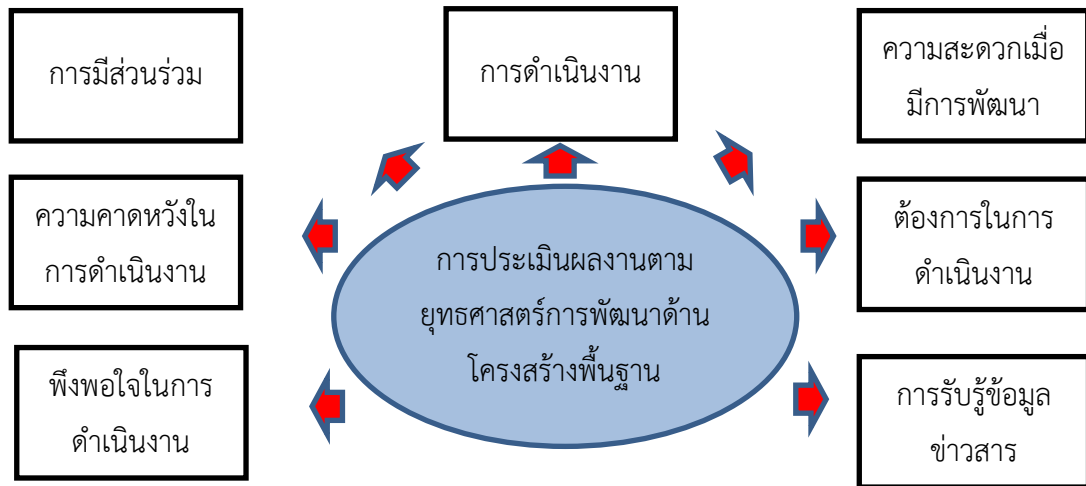 การมีส่วนร่วม
การดำเนินงาน
ความสะดวกเมื่อ
มีการพัฒนา
ความคาดหวังใน
การดำเนินงาน
การประเมินผลงานตาม
ยุทธศาสตร์การพัฒนาด้าน
โครงสร้างพื้นฐาน
ต้องการในการ
ดำเนินงาน
พึงพอใจในการ
ดำเนินงาน
การรับรู้ข้อมูล
ข่าวสาร